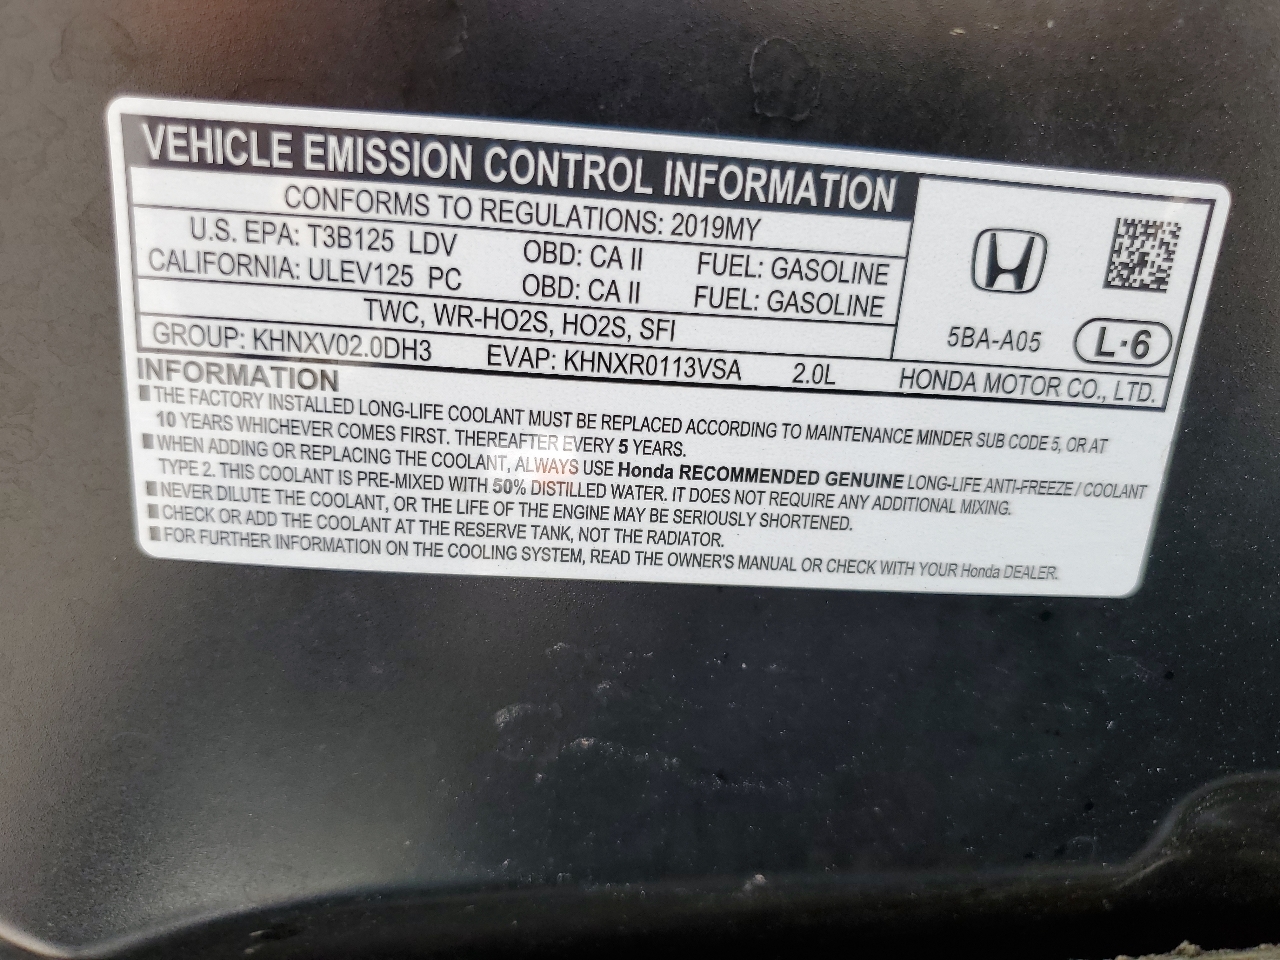 VEHICLE EMISSION CONTROL INFORMATION
CONFORMS TO REGULATIONS: 2019MY
U.S. EPA: T3B125 LDV OBD: CA II FUEL: GASOLINE
CALIFORNIA: ULEV125 PC OBD: CA II FUEL: GASOLINE
TWC, WR-HO2S, HO2S, SFI
5BA-A05 L·6
GROUP: KHNXV02.0DH3 EVAP: KHNXR0113VSA 2.0L HONDA MOTOR CO., LTD.
INFORMATION
■THE FACTORY INSTALLED LONG-LIFE COOLANT MUST BE REPLACED ACCORDING TO MAINTENANCE MINDER SUB CODE 5, OR AT
10 YEARS WHICHEVER COMES FIRST. THEREAFTER EVERY 5 YEARS.
■WHEN ADDING OR REPLACING THE COOLANT, ALWAYS USE Honda RECOMMENDED GENUINE LONG-LIFE ANTI-FREEZE / COOLANT
TYPE 2. THIS COOLANT IS PRE-MIXED WITH 50% DISTILLED WATER. IT DOES NOT REQUIRE ANY ADDITIONAL MIXING.
■NEVER DILUTE THE COOLANT, OR THE LIFE OF THE ENGINE MAY BE SERIOUSLY SHORTENED.
■CHECK OR ADD THE COOLANT AT THE RESERVE TANK, NOT THE RADIATOR.
■FOR FURTHER INFORMATION ON THE COOLING SYSTEM, READ THE OWNER'S MANUAL OR CHECK WITH YOUR Honda DEALER.